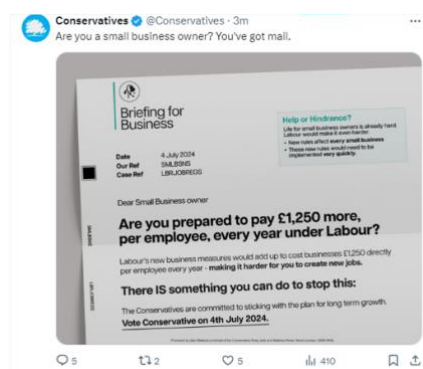 Conservatives @Conservatives · 3m
Are you a small business owner? You've got mail.
Briefing for
Business
Help or Hindrance?
Life for small business owners is already hard.
Labour would make it even harder.
• New rules affect every small business
• These new rules would need to be
implemented very quickly.
Date 4 July 2024
Our Ref SMLBSNS
Case Ref LBRJOBREGS
Dear Small Business owner
Are you prepared to pay £1,250 more,
per employee, every year under Labour?
Labour's new business measures would add up to cost businesses £1,250 directly
per employee every year - making it harder for you to create new jobs.
There IS something you can do to stop this:
The Conservatives are committed to sticking with the plan for long term growth.
Vote Conservative on 4th July 2024.
5 2 5 410